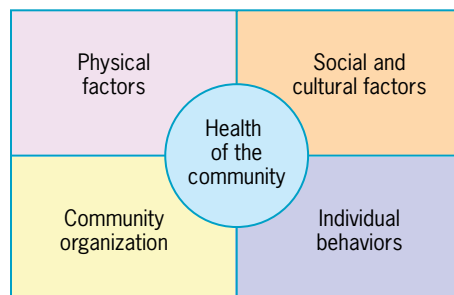 Physical
factors
Social and
cultural factors
Health
of the
community
Community
organization
Individual
behaviors